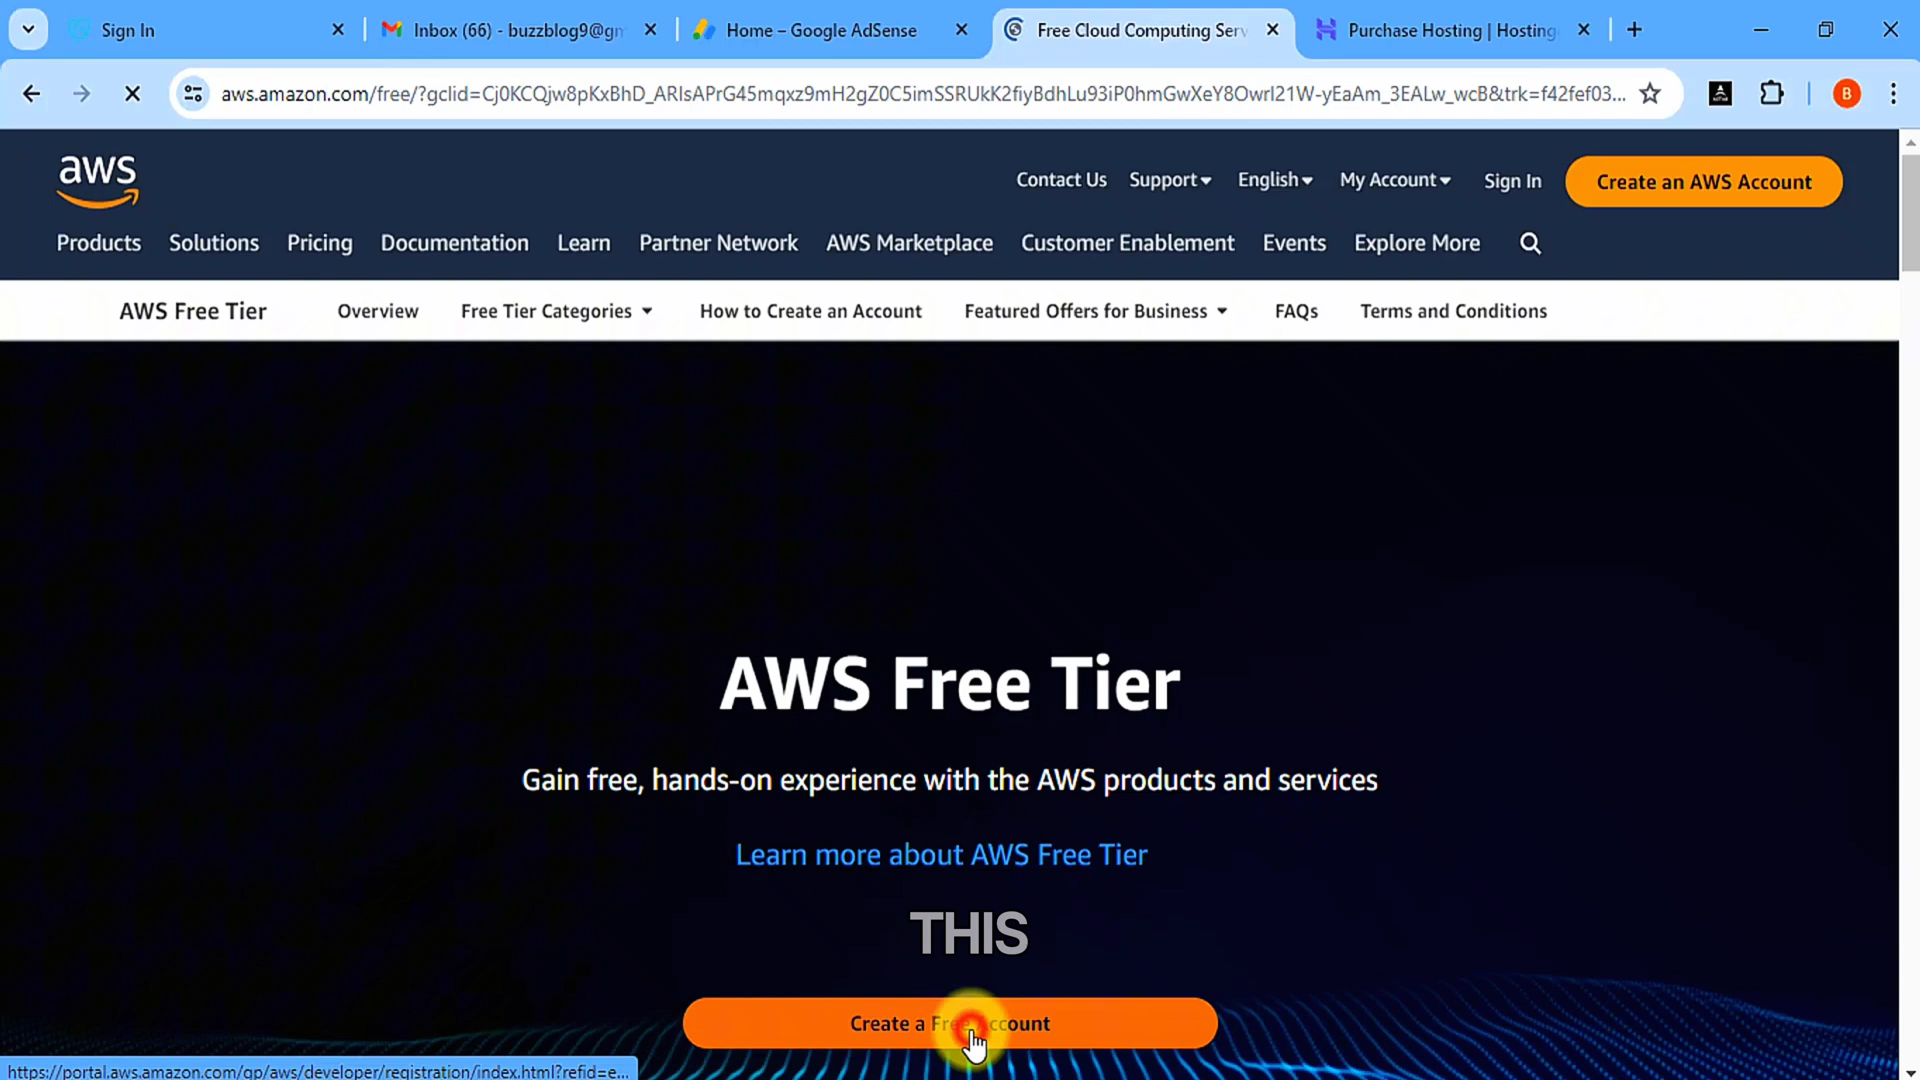 Sign In
Inbox (66) - buzzblog9@gm
Home – Google AdSense
Free Cloud Computing Serv
Purchase Hosting | Hosting
aws.amazon.com/free/?gclid=Cj0KCQjw8pKxBhD_ARIsAPrG45mqxz9mH2gZ0C5imSSRUkK2fiyBdhLu93iP0hmGwXeY8OwrI21W-yEaAm_3EALw_wcB&trk=f42fef03...
B
aws
Contact Us Support English My Account Sign In Create an AWS Account
Products Solutions Pricing Documentation Learn Partner Network AWS Marketplace Customer Enablement Events Explore More
AWS Free Tier Overview Free Tier Categories How to Create an Account Featured Offers for Business FAQs Terms and Conditions
AWS Free Tier
Gain free, hands-on experience with the AWS products and services
Learn more about AWS Free Tier
THIS
Create a Free Account
https://portal.aws.amazon.com/gp/aws/developer/registration/index.html?refid=e...